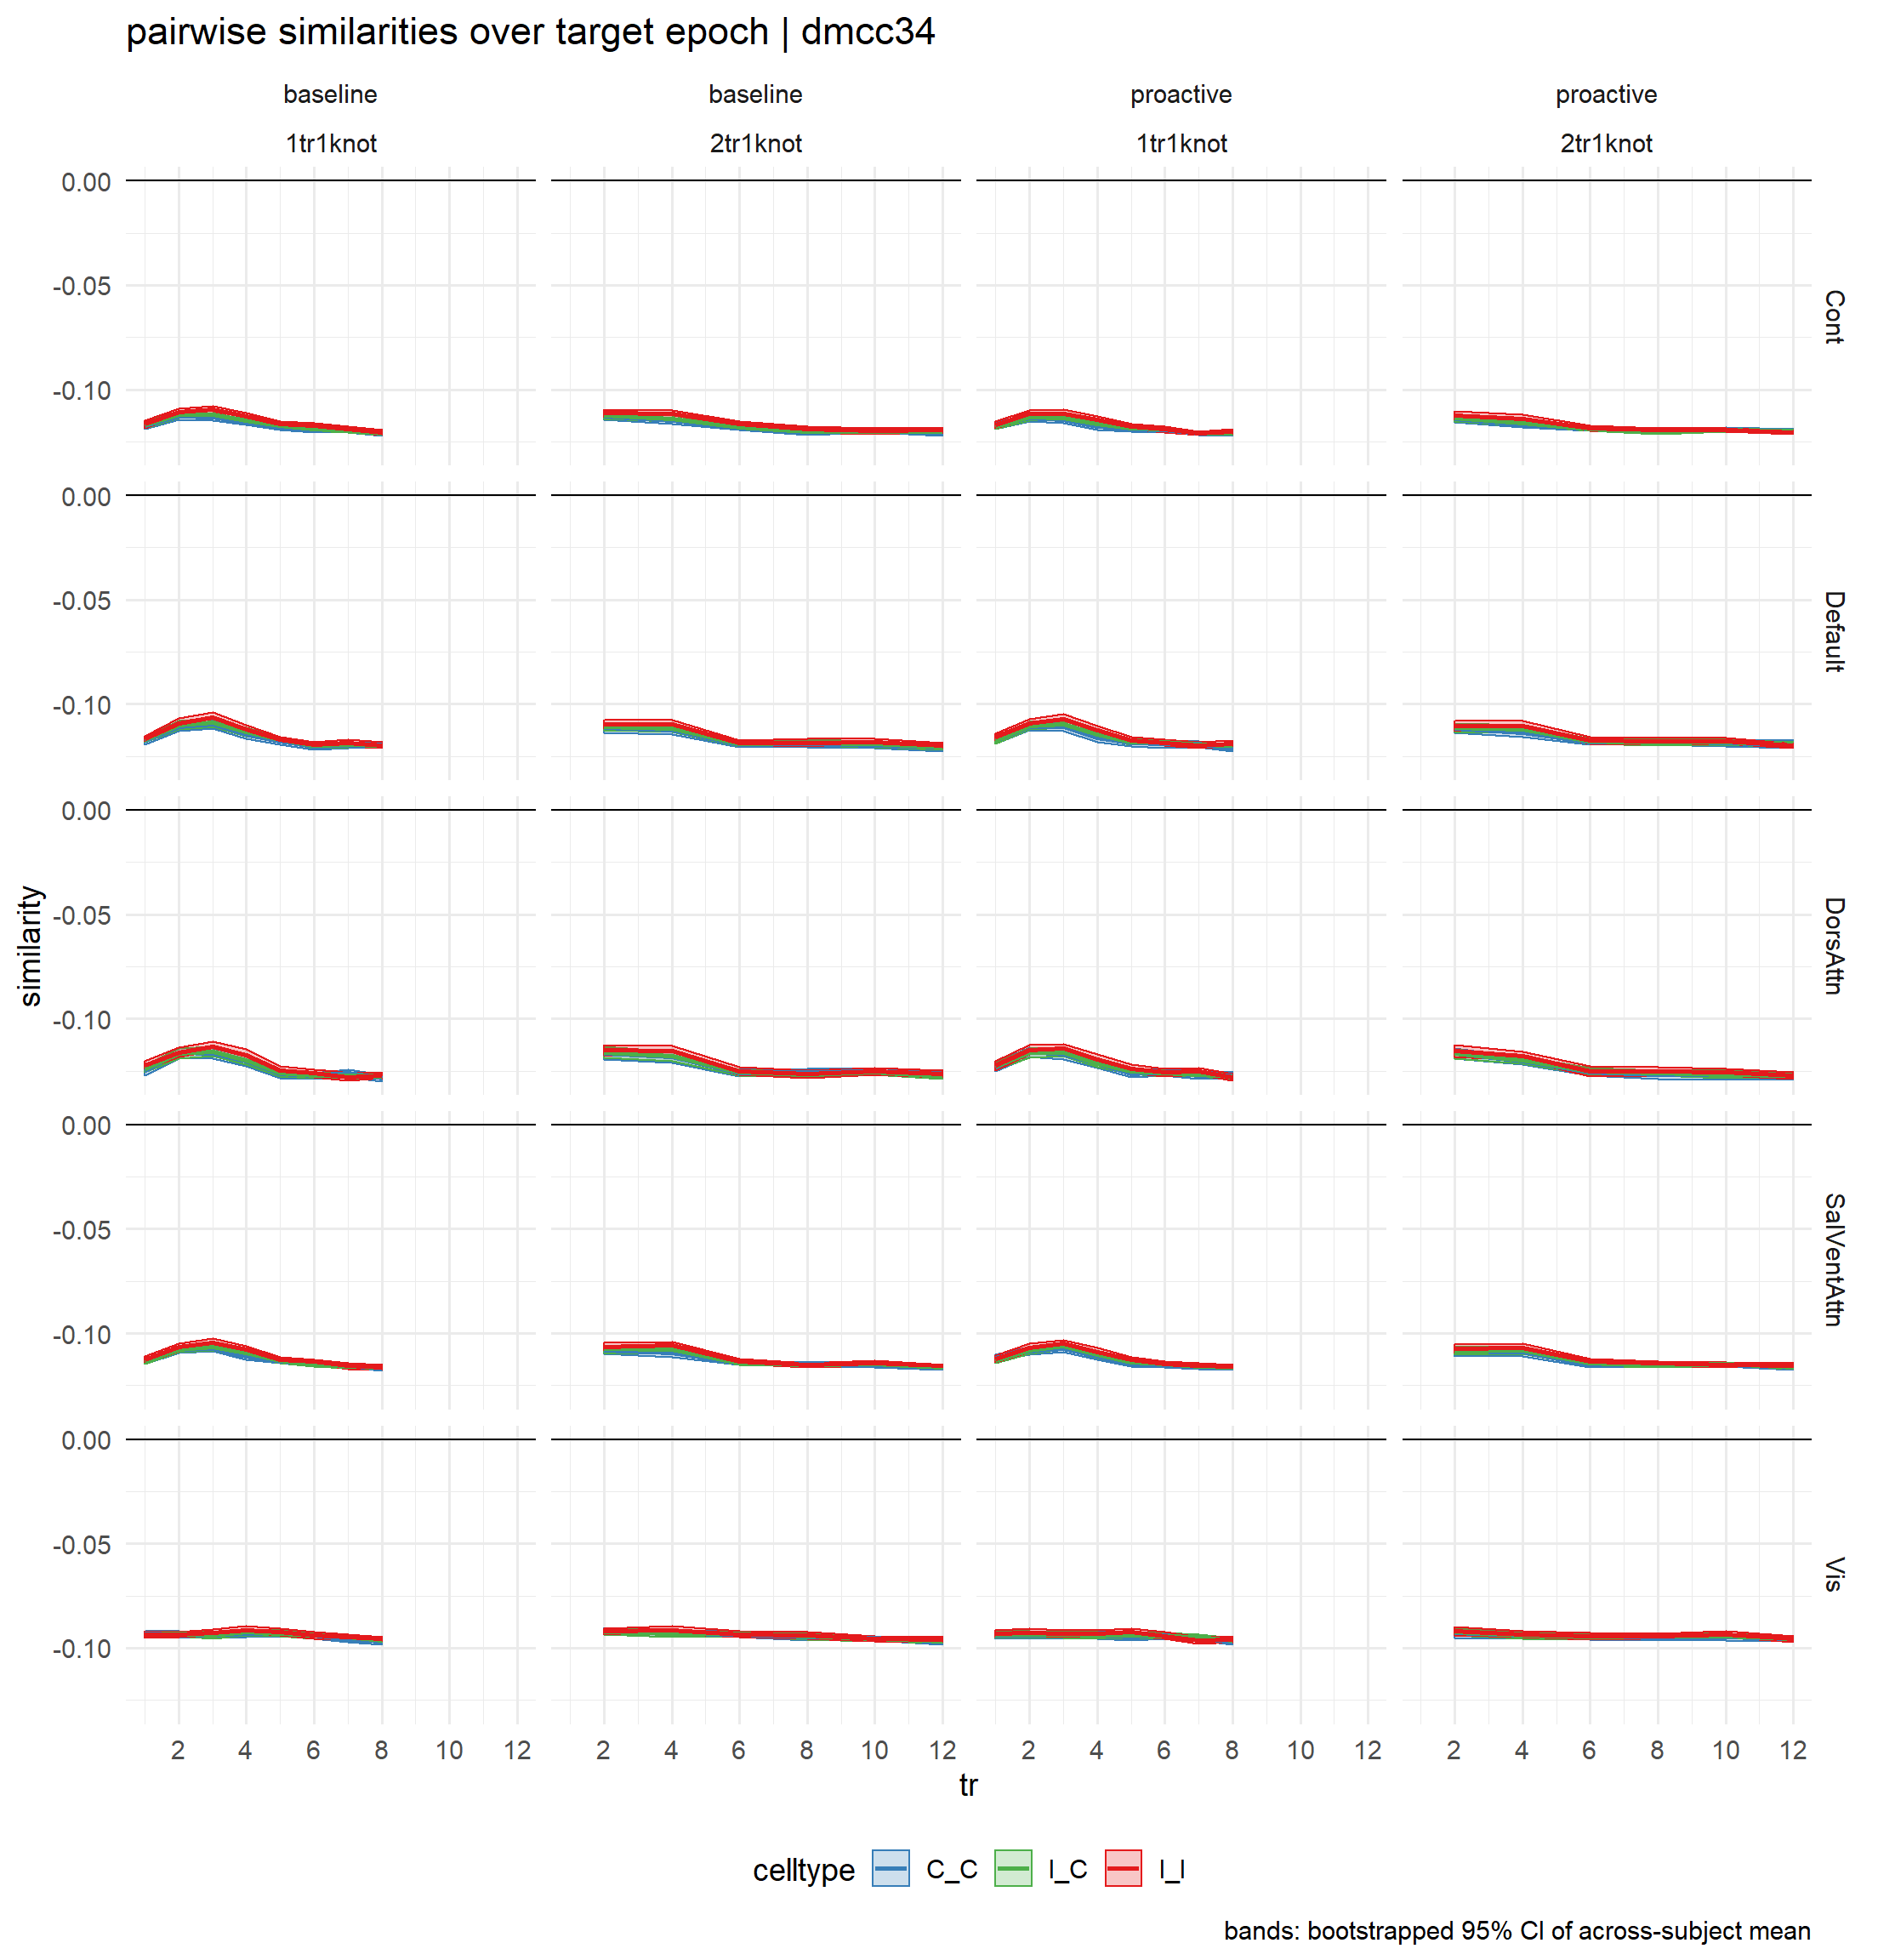 pairwise similarities over target epoch | dmcc34
baseline baseline proactive proactive
1tr1knot 2tr1knot 1tr1knot 2tr1knot
0.00
-0.05
-0.10
Cont
0.00
-0.05
-0.10
Default
0.00
-0.05
-0.10
DorsAttn
0.00
-0.05
-0.10
SalVentAttn
0.00
-0.05
-0.10
Vis
similarity
2 4 6 8 10 12 2 4 6 8 10 12 2 4 6 8 10 12 2 4 6 8 10 12
tr
celltype C_C I_C I_I
bands: bootstrapped 95% CI of across-subject mean